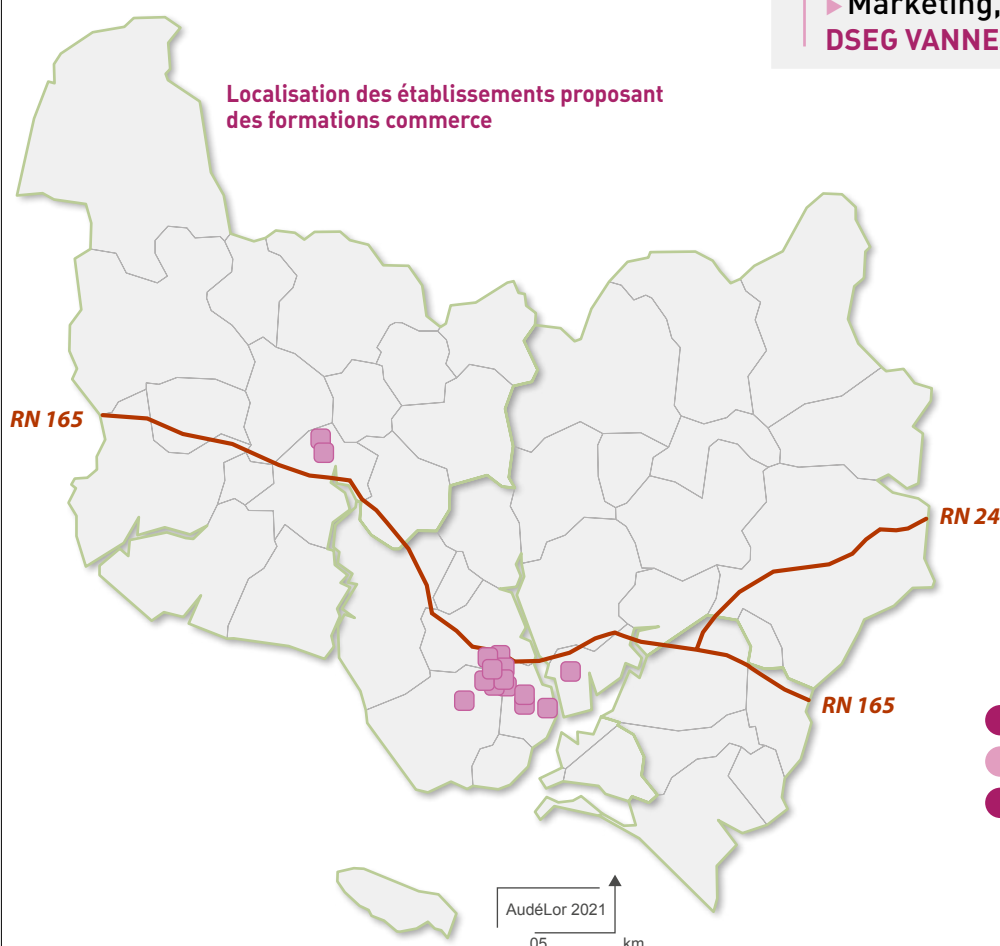 ▶Marketing,
DSEG VANNE
Localisation des établissements proposant
des formations commerce
RN 165
RN 24
RN 165
AudéLor 2021
05 km